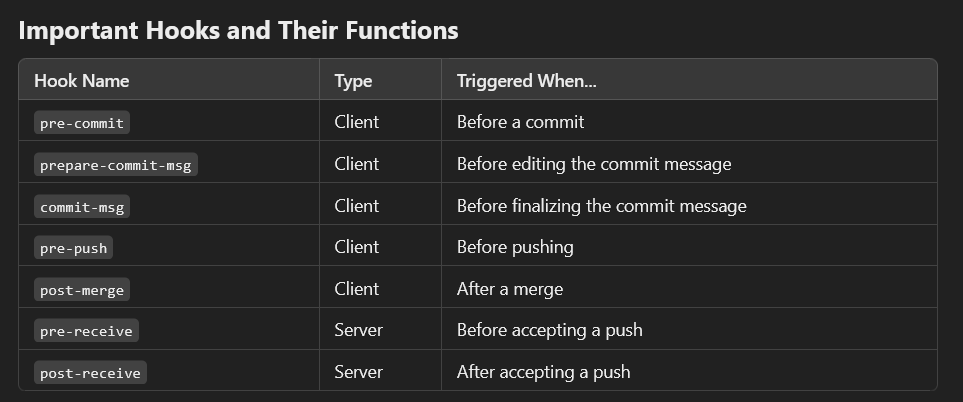 Important Hooks and Their Functions
Hook Name Type Triggered When...
pre-commit Client Before a commit
prepare-commit-msg Client Before editing the commit message
commit-msg Client Before finalizing the commit message
pre-push Client Before pushing
post-merge Client After a merge
pre-receive Server Before accepting a push
post-receive Server After accepting a push